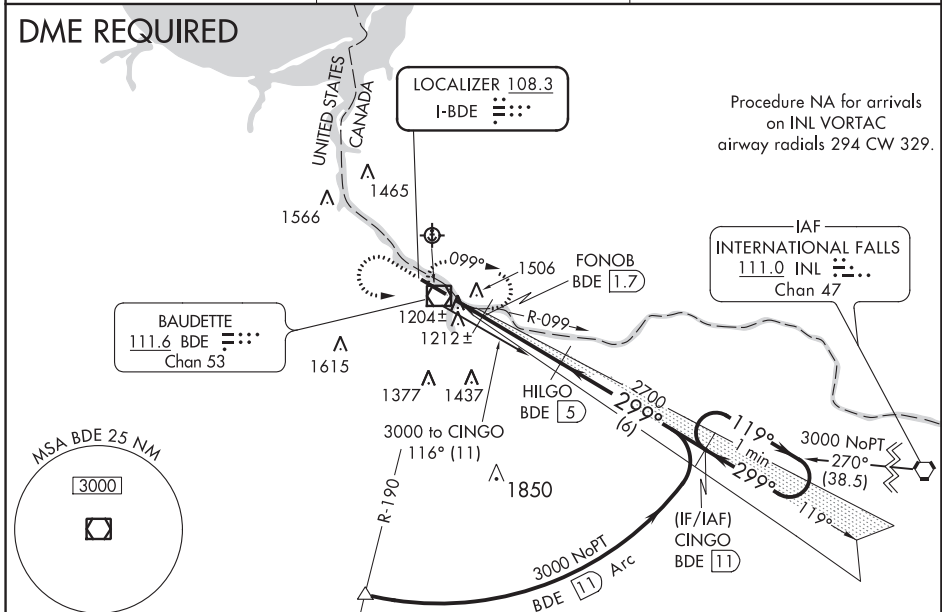 DME REQUIRED
UNITED STATES
CANADA
LOCALIZER 108.3
I-BDE
Procedure NA for arrivals
on INL VORTAC
airway radials 294 CW 329.
1465
1566
IAF
INTERNATIONAL FALLS
111.0 INL
Chan 47
099°
1506
FONOB
BDE 1.7
BAUDETTE
111.6 BDE
Chan 53
1204±
1212±
R-099
1615
1377
1437
HILGO
BDE 5
2700
299°
(6)
3000 to CINGO
116° (11)
119°
1 min
299°
3000 NoPT
270°
(38.5)
119°
MSA BDE 25 NM
3000
R-190
1850
(IF/IAF)
CINGO
BDE 11
3000 NoPT
BDE 11 Arc